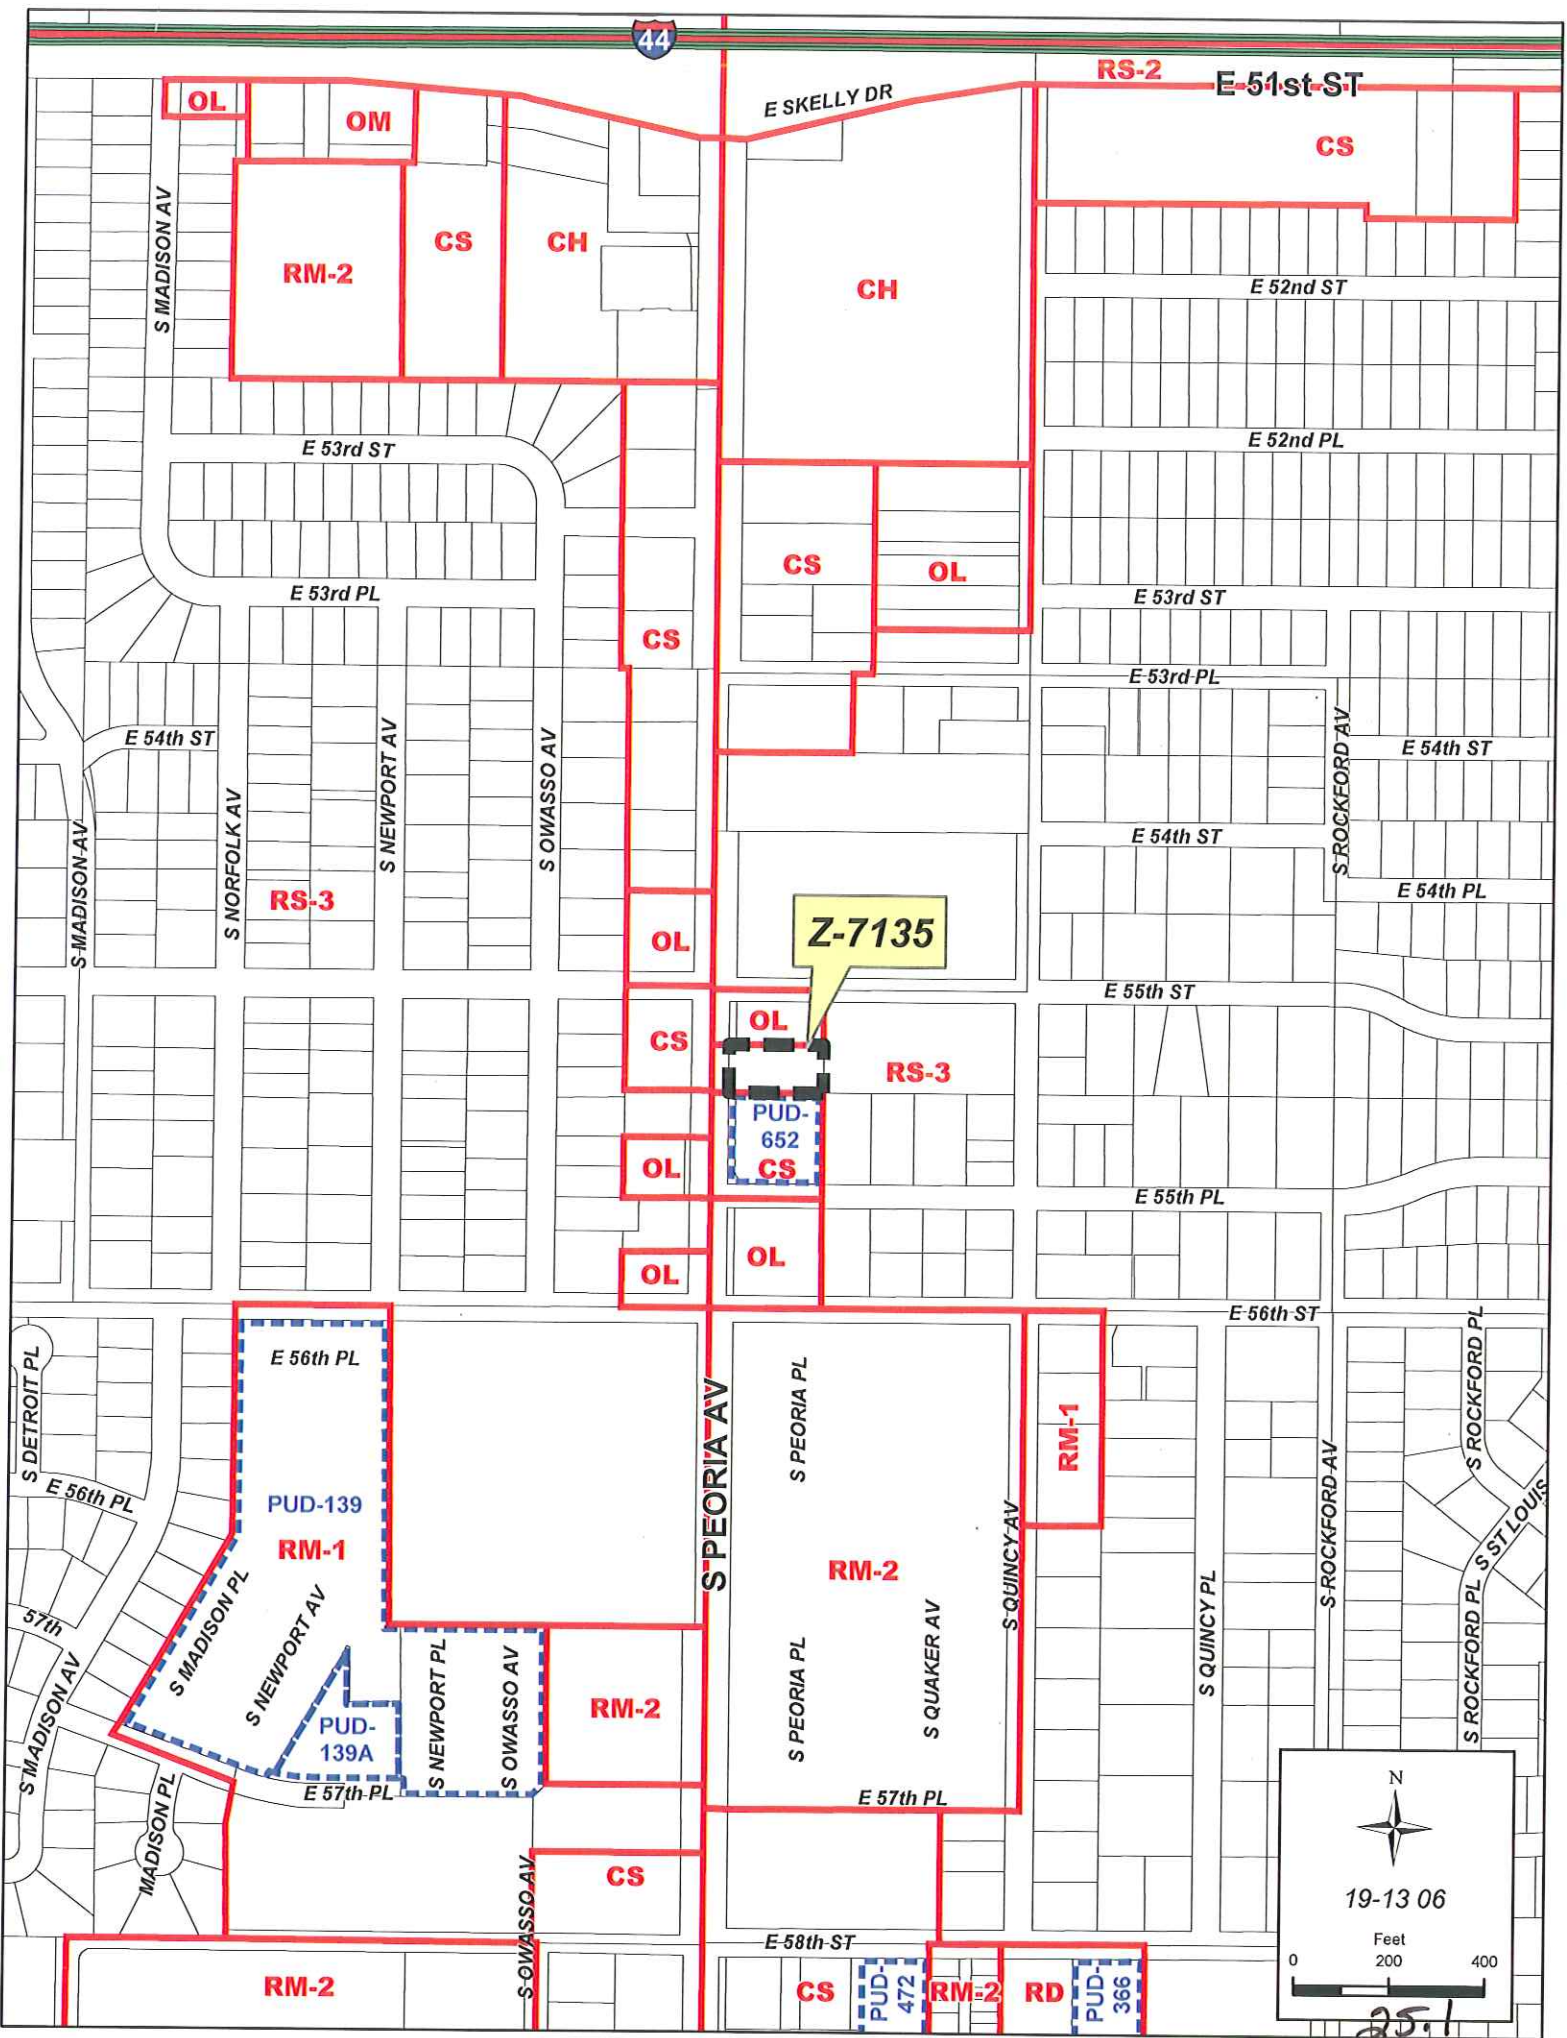 44
RS-2
E 51st ST
E SKELLY DR
OL
OM
CS
S MADISON AV
CS
CH
RM-2
CH
E 52nd ST
E 53rd ST
E 52nd PL
CS
OL
E 53rd PL
E 53rd ST
CS
E 53rd PL
E 54th ST
S NEWPORT AV
S OWASSO AV
S ROCKFORD AV
E 54th ST
S MADISON AV
S NORFOLK AV
E 54th ST
RS-3
E 54th PL
Z-7135
OL
E 55th ST
OL
CS
RS-3
PUD-
652
CS
OL
E 55th PL
OL
OL
E 56th ST
S DETROIT PL
E 56th PL
S PEORIA AV
S PEORIA PL
RM-1
S ROCKFORD PL
E 56th PL
PUD-139
RM-1
RM-2
S QUINCY AV
S ROCKFORD AV
S ST LOUIS
57th
S MADISON PL
S NEWPORT AV
S MADISON AV
S NEWPORT PL
S OWASSO AV
RM-2
S PEORIA PL
S QUAKER AV
S QUINCY PL
S ROCKFORD PL
PUD-
139A
E 57th PL
E 57th PL
MADISON PL
CS
S OWASSO AV
N
19-13 06
Feet
0 200 400
E 58th ST
RM-2
CS
PUD-
472
RM-2
RD
PUD-
366
25.1